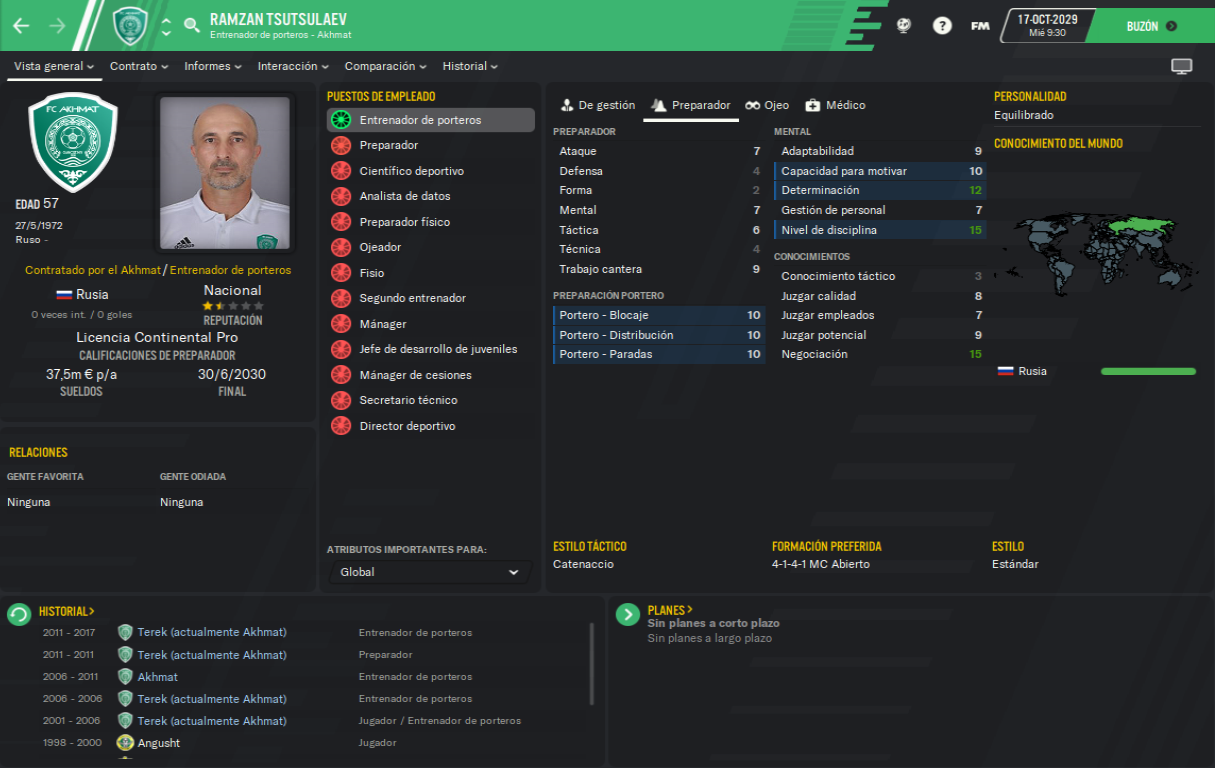 RAMZAN TSUTSULAEV
Entrenador de porteros - Akhmat
?
FM
17-OCT-2029
Mié 9:30
BUZÓN
Vista general
Contrato
Informes
Interacción
Comparación
Historial
FC AKHMAT
EDAD 57
27/5/1972
Ruso -
adidas
Contratado por el Akhmat / Entrenador de porteros
Rusia
0 veces int. / 0 goles
Nacional
REPUTACIÓN
Licencia Continental Pro
CALIFICACIONES DE PREPARADOR
37,5m € p/a
SUELDOS
30/6/2030
FINAL
RELACIONES
GENTE FAVORITA
GENTE ODIADA
Ninguna
Ninguna
PUESTOS DE EMPLEADO
Entrenador de porteros
Preparador
Científico deportivo
Analista de datos
Preparador físico
Ojeador
Fisio
Segundo entrenador
Mánager
Jefe de desarrollo de juveniles
Mánager de cesiones
Secretario técnico
Director deportivo
ATRIBUTOS IMPORTANTES PARA:
Global
De gestión
Preparador
Ojeo
Médico
PREPARADOR
Ataque 7
Defensa 4
Forma 2
Mental 7
Táctica 6
Técnica 4
Trabajo cantera 9
PREPARACIÓN PORTERO
Portero - Blocaje 10
Portero - Distribución 10
Portero - Paradas 10
MENTAL
Adaptabilidad 9
Capacidad para motivar 10
Determinación 12
Gestión de personal 7
Nivel de disciplina 15
CONOCIMIENTOS
Conocimiento táctico 3
Juzgar calidad 8
Juzgar empleados 7
Juzgar potencial 9
Negociación 15
ESTILO TÁCTICO
Catenaccio
FORMACIÓN PREFERIDA
4-1-4-1 MC Abierto
ESTILO
Estándar
PERSONALIDAD
Equilibrado
CONOCIMIENTO DEL MUNDO
Rusia
HISTORIAL>
2011 - 2017 Terek (actualmente Akhmat) Entrenador de porteros
2011 - 2011 Terek (actualmente Akhmat) Preparador
2006 - 2011 Akhmat Entrenador de porteros
2006 - 2006 Terek (actualmente Akhmat) Entrenador de porteros
2001 - 2006 Terek (actualmente Akhmat) Jugador / Entrenador de porteros
1998 - 2000 Angusht Jugador
PLANES>
Sin planes a corto plazo
Sin planes a largo plazo